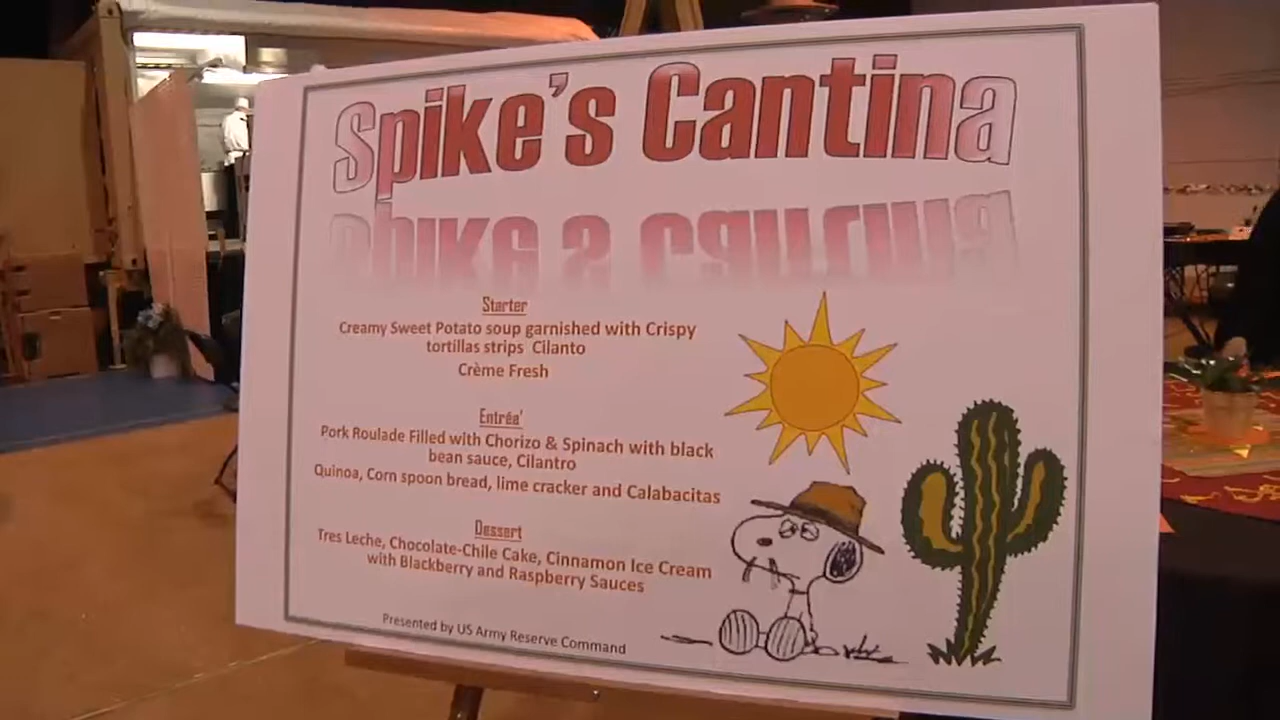 Spike's Cantina
Starter
Creamy Sweet Potato soup garnished with Crispy
tortillas strips Cilanto
Crème Fresh
Entréa'
Pork Roulade Filled with Chorizo & Spinach with black
bean sauce, Cilantro
Quinoa, Corn spoon bread, lime cracker and Calabacitas
Dessert
Tres Leche, Chocolate-Chile Cake, Cinnamon Ice Cream
with Blackberry and Raspberry Sauces
Presented by US Army Reserve Command